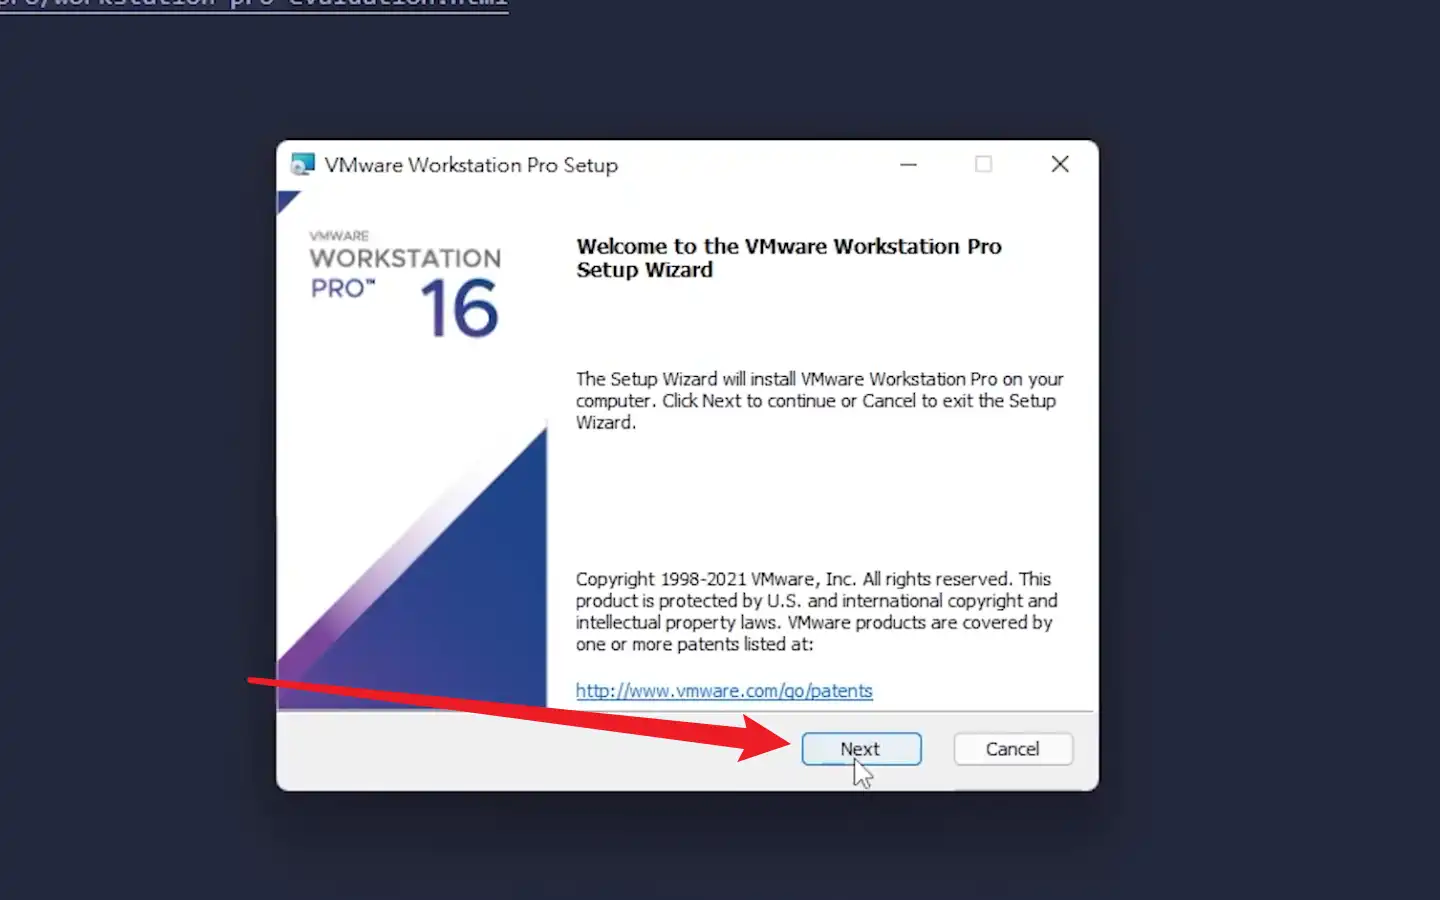 pro/workstation-pro-evaluation.html
VMware Workstation Pro Setup
VMWARE
WORKSTATION
PRO™
16
Welcome to the VMware Workstation Pro
Setup Wizard
The Setup Wizard will install VMware Workstation Pro on your
computer. Click Next to continue or Cancel to exit the Setup
Wizard.
Copyright 1998-2021 VMware, Inc. All rights reserved. This
product is protected by U.S. and international copyright and
intellectual property laws. VMware products are covered by
one or more patents listed at:
http://www.vmware.com/go/patents
Next
Cancel